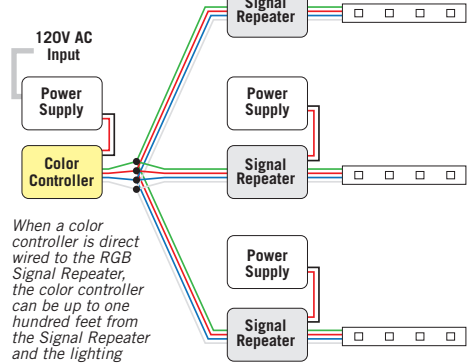 Signal
Repeater
120V AC
Input
Power
Supply
Power
Supply
Color
Controller
Signal
Repeater
When a color
controller is direct
wired to the RGB
Signal Repeater,
the color controller
can be up to one
hundred feet from
the Signal Repeater
and the lighting
Power
Supply
Signal
Repeater